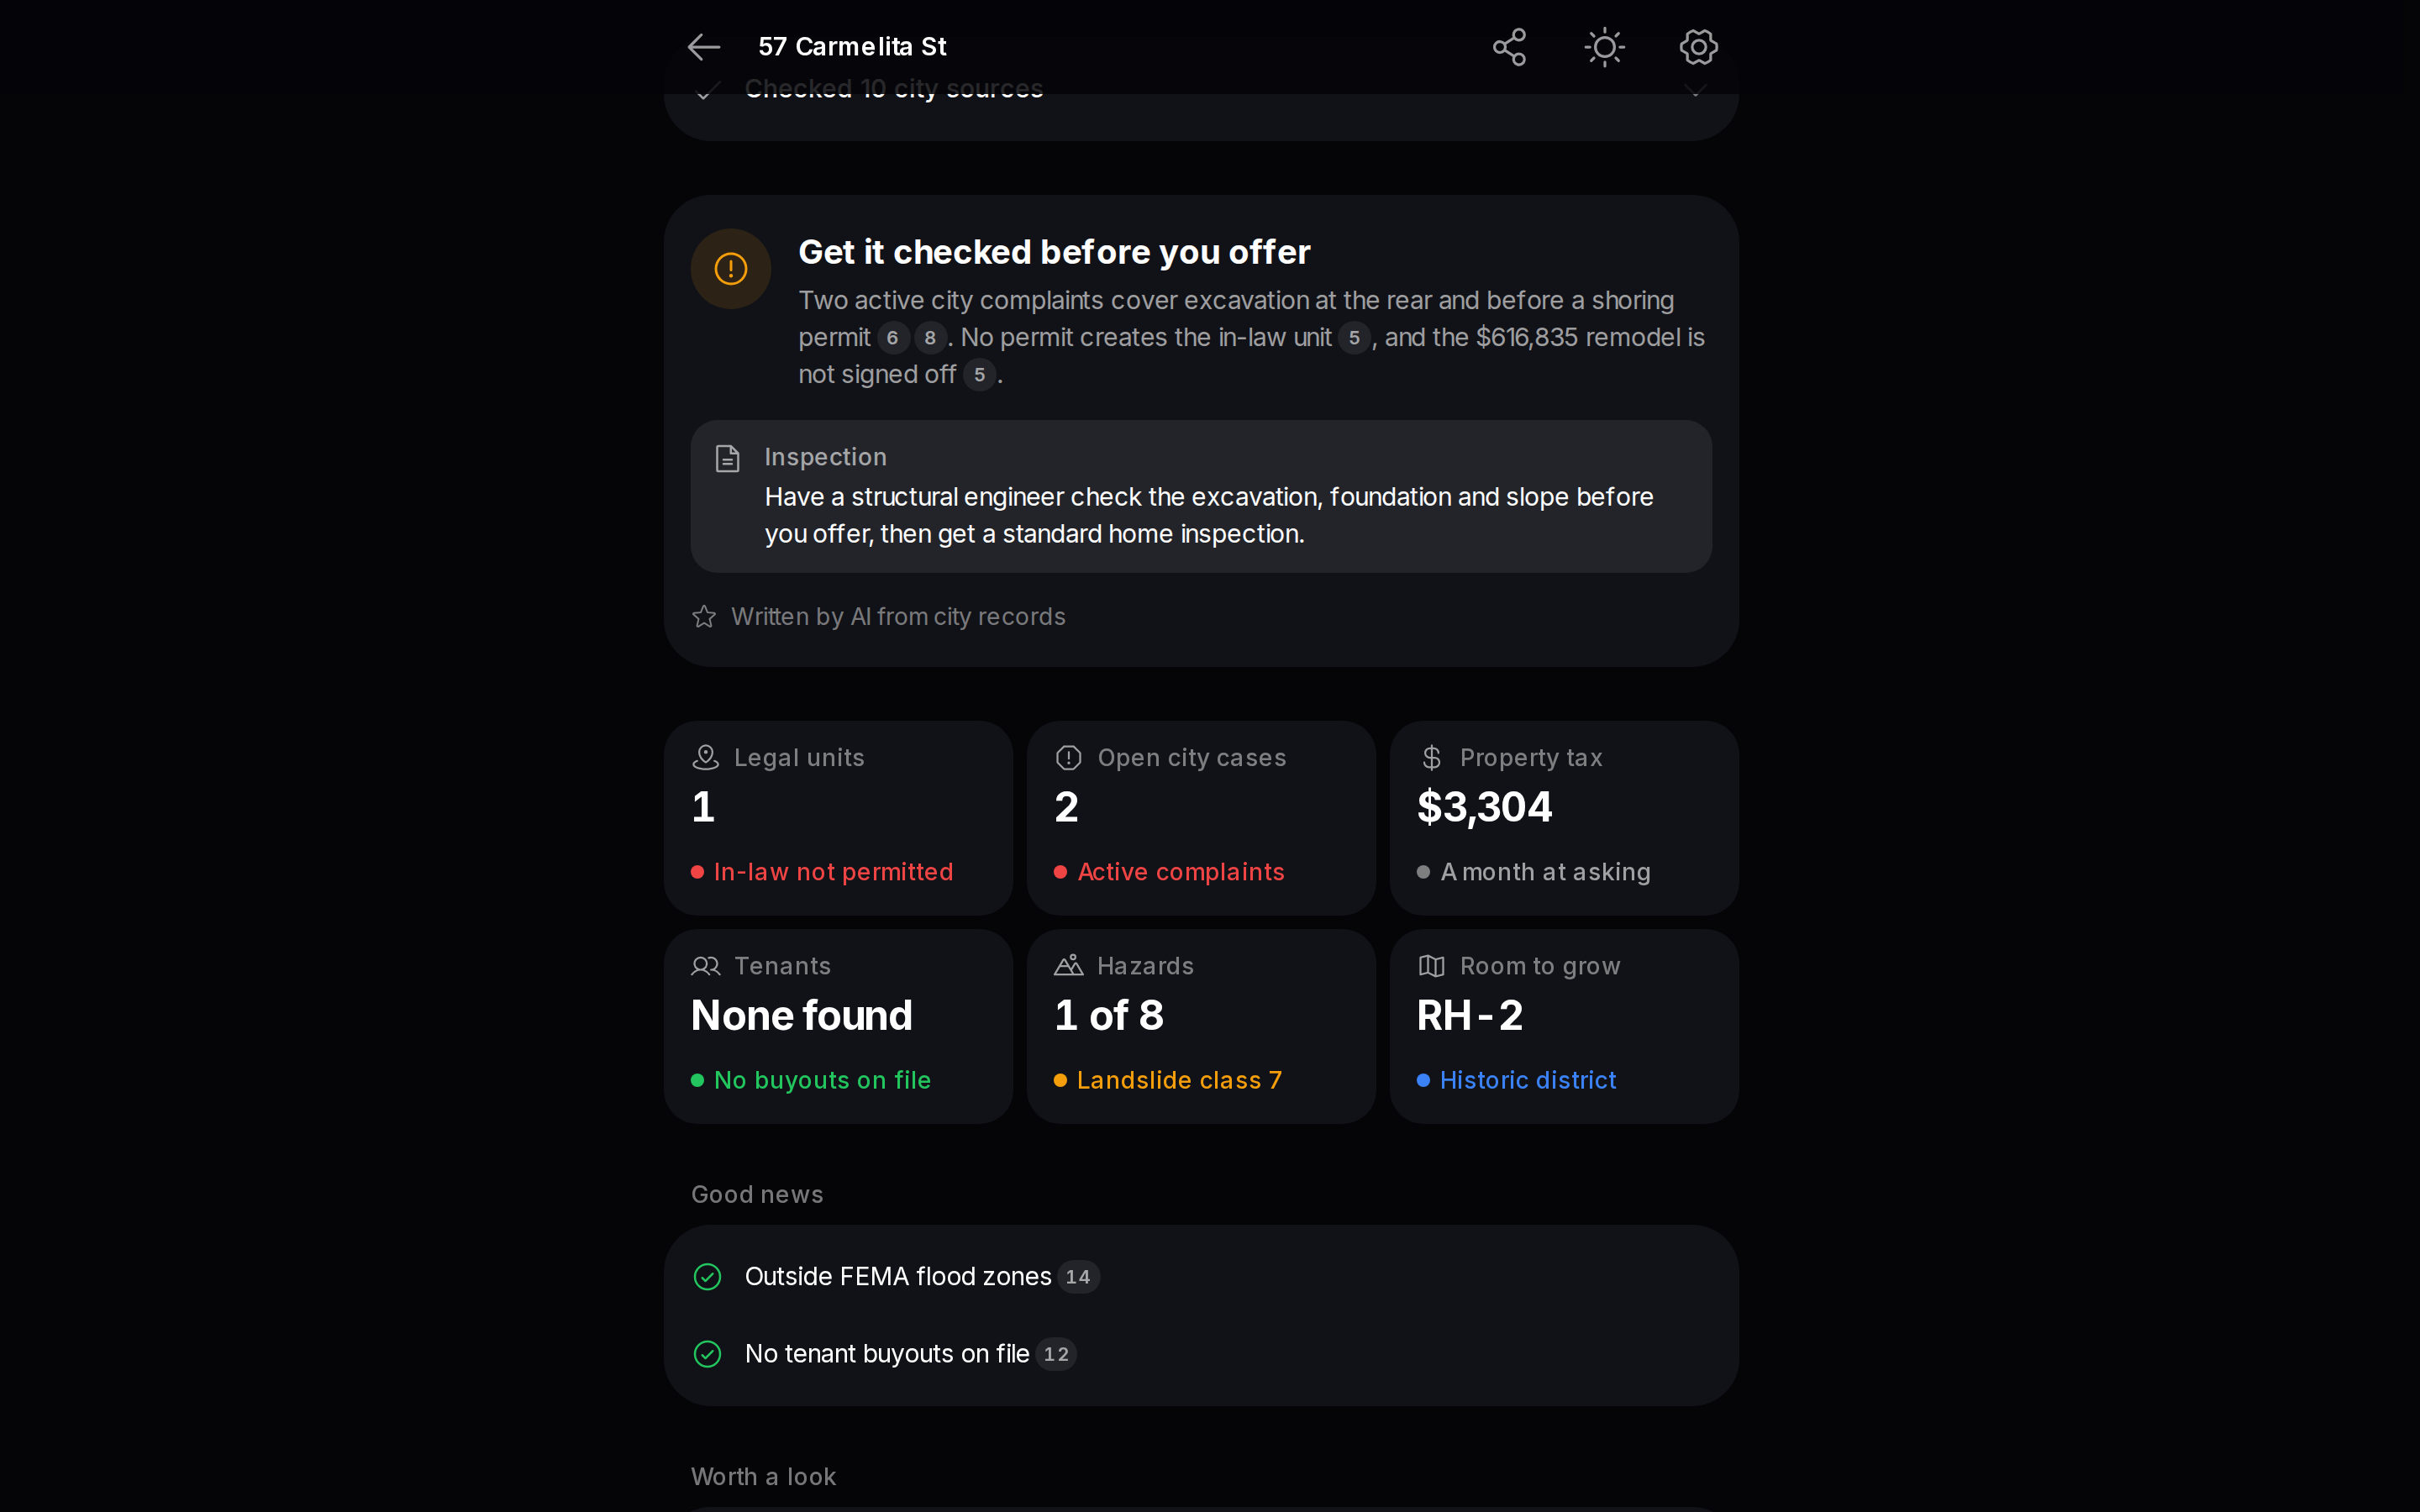 57 Carmelita St
Checked 10 city sources
Get it checked before you offer
Two active city complaints cover excavation at the rear and before a shoring
permit 6 8. No permit creates the in-law unit 5, and the $616,835 remodel is
not signed off 5.
Inspection
Have a structural engineer check the excavation, foundation and slope before
you offer, then get a standard home inspection.
Written by AI from city records
Legal units
1
In-law not permitted
Open city cases
2
Active complaints
Property tax
$3,304
A month at asking
Tenants
None found
No buyouts on file
Hazards
1 of 8
Landslide class 7
Room to grow
RH-2
Historic district
Good news
Outside FEMA flood zones 14
No tenant buyouts on file 12
Worth a look